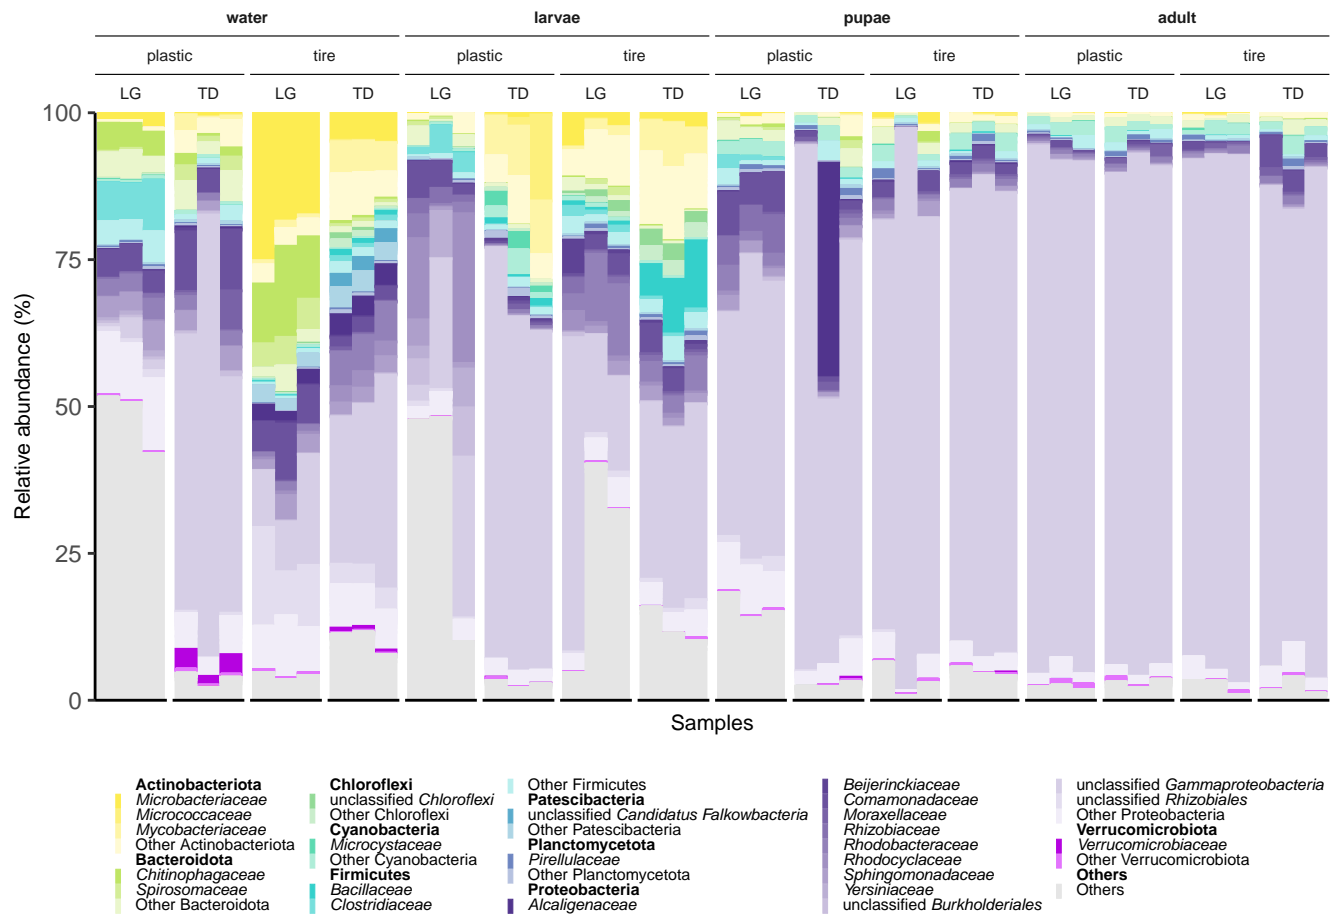 water larvae pupae adult
plastic tire plastic tire plastic tire plastic tire
LG TD LG TD LG TD LG TD LG TD LG TD LG TD LG TD
100
75
50
25
0
Relative abundance (%)
Samples
Actinobacteriota
Microbacteriaceae
Micrococcaceae
Mycobacteriaceae
Other Actinobacteriota
Bacteroidota
Chitinophagaceae
Spirosomaceae
Other Bacteroidota
Chloroflexi
unclassified Chloroflexi
Other Chloroflexi
Cyanobacteria
Microcystaceae
Other Cyanobacteria
Firmicutes
Bacillaceae
Clostridiaceae
Other Firmicutes
Patescibacteria
unclassified Candidatus Falkowbacteria
Other Patescibacteria
Planctomycetota
Pirellulaceae
Other Planctomycetota
Proteobacteria
Alcaligenaceae
Beijerinckiaceae
Comamonadaceae
Moraxellaceae
Rhizobiaceae
Rhodobacteraceae
Rhodocyclaceae
Sphingomonadaceae
Yersiniaceae
unclassified Burkholderiales
unclassified Gammaproteobacteria
unclassified Rhizobiales
Other Proteobacteria
Verrucomicrobiota
Verrucomicrobiaceae
Other Verrucomicrobiota
Others
Others